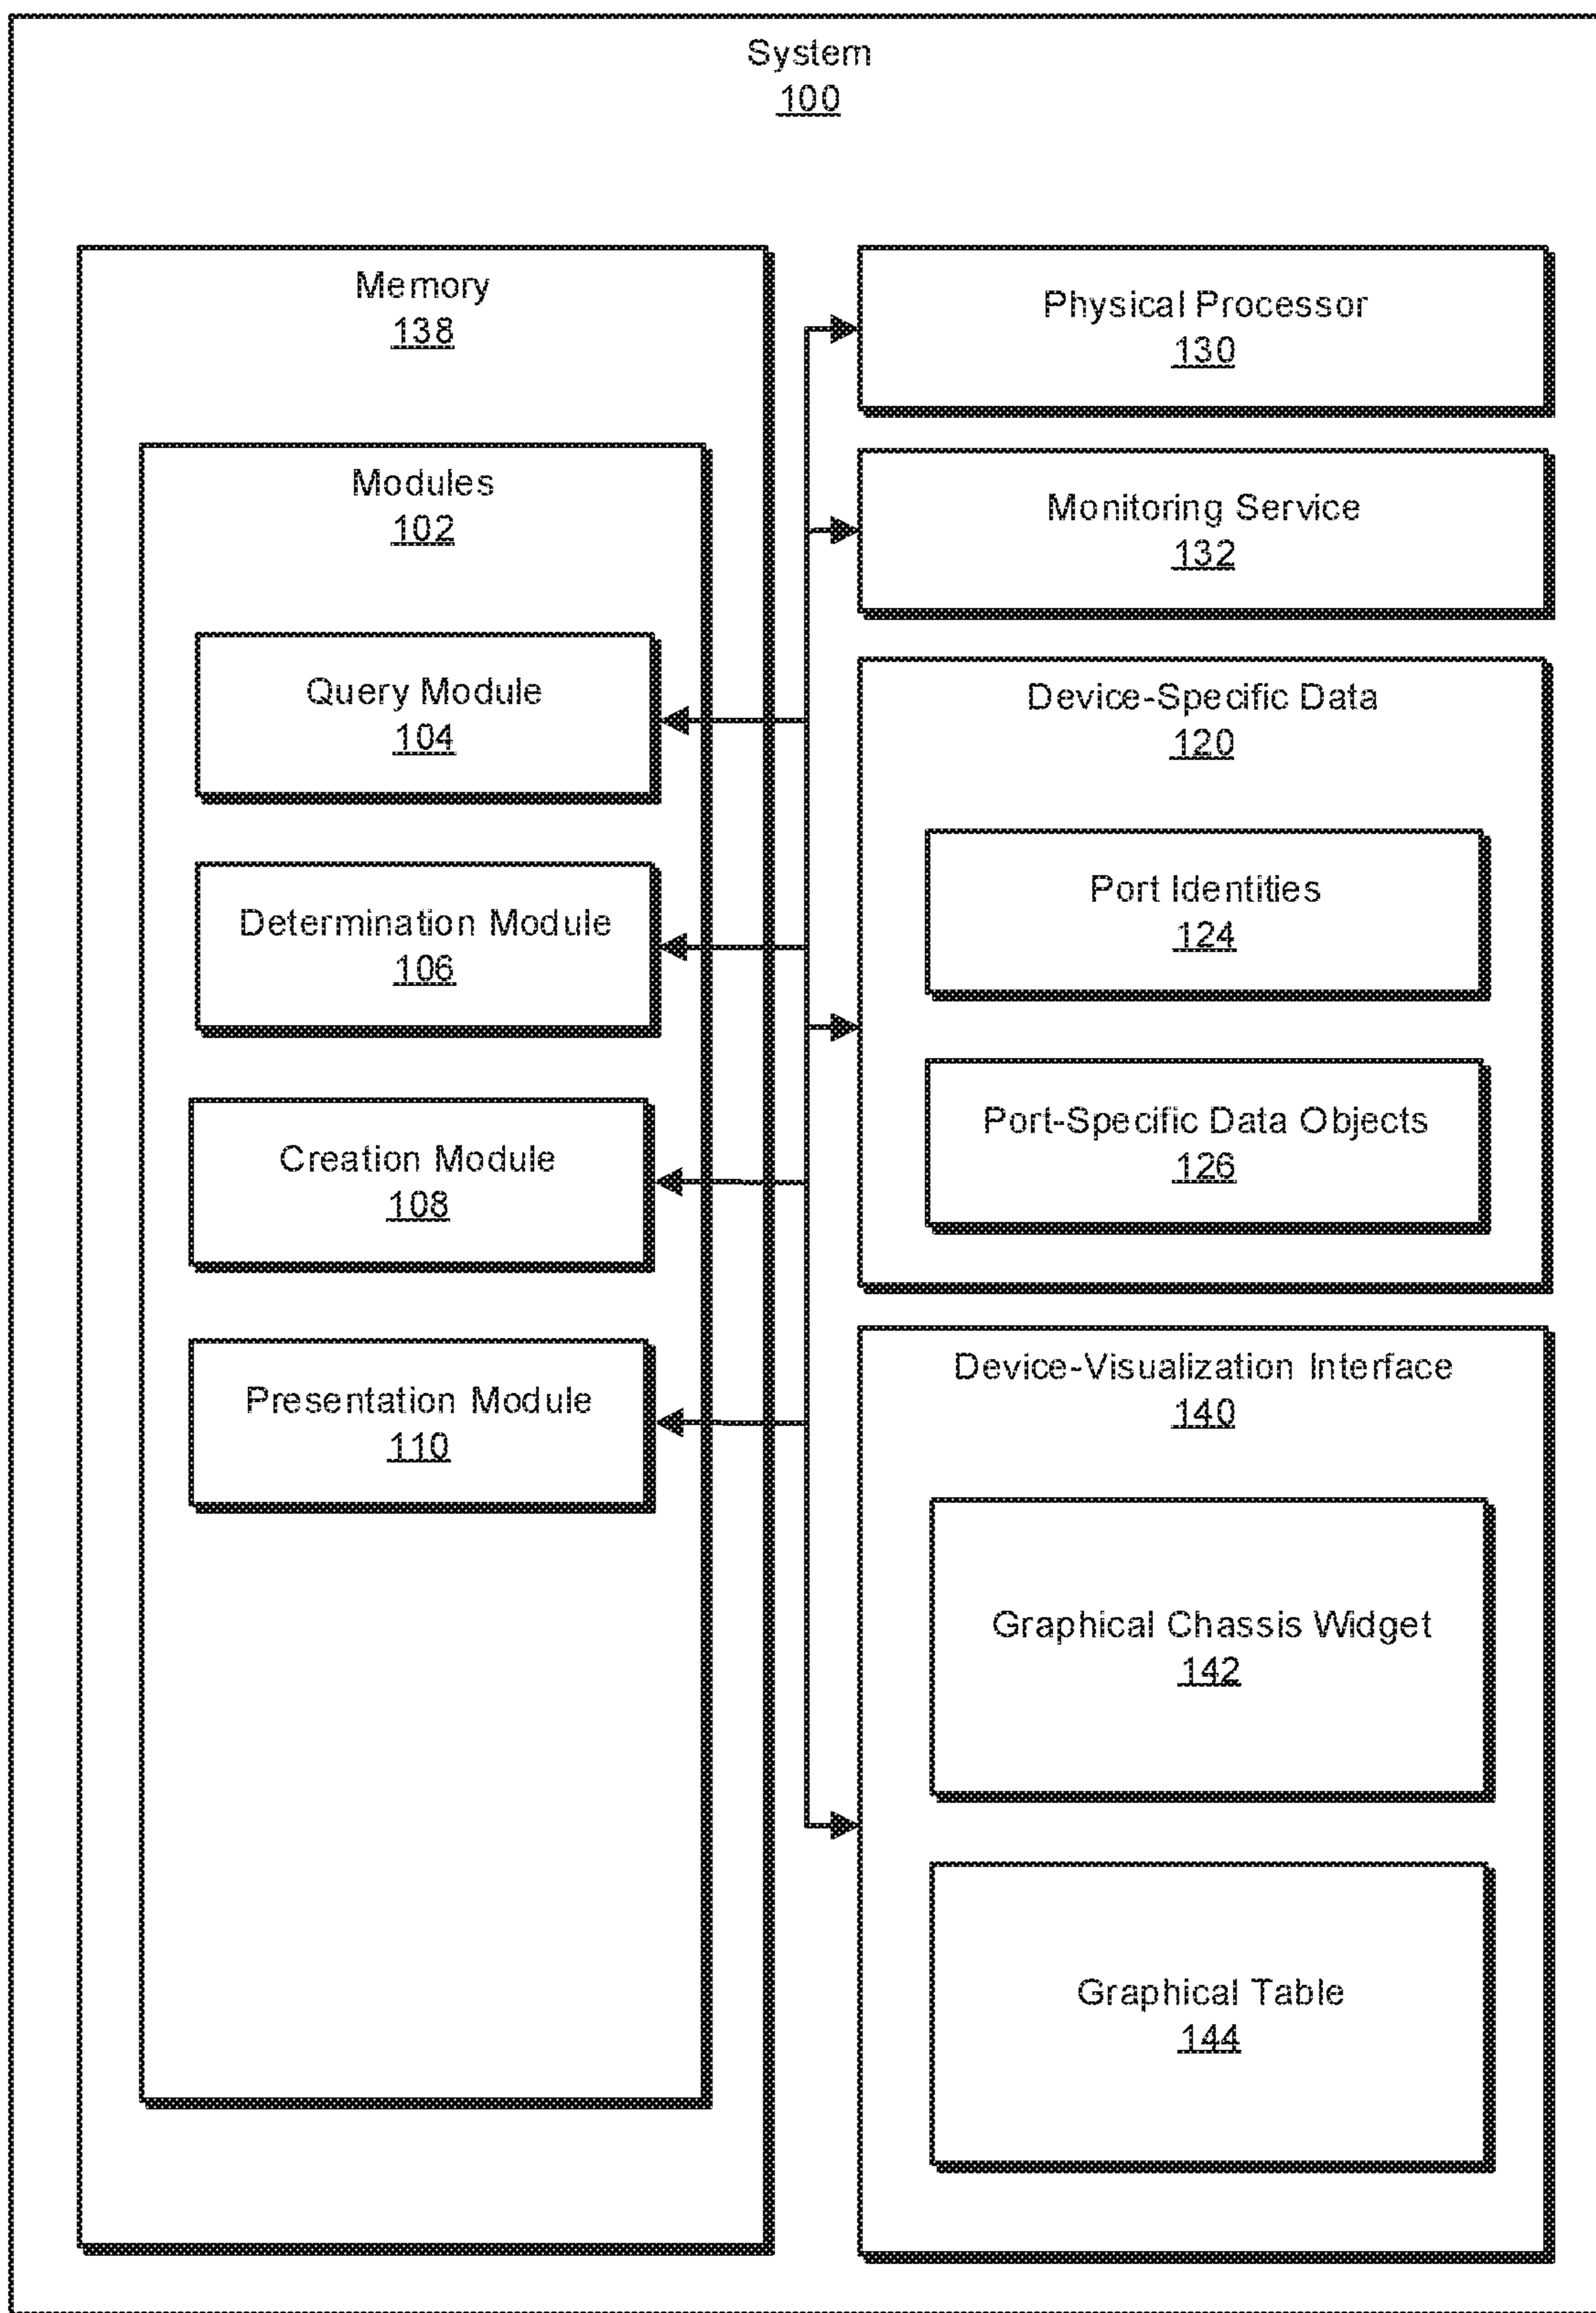 System
100
Memory
138
Modules
102
Query Module
104
Determination Module
106
Creation Module
108
Presentation Module
110
Physical Processor
130
Monitoring Service
132
Device-Specific Data
120
Port Identities
124
Port-Specific Data Objects
126
Device-Visualization Interface
140
Graphical Chassis Widget
142
Graphical Table
144